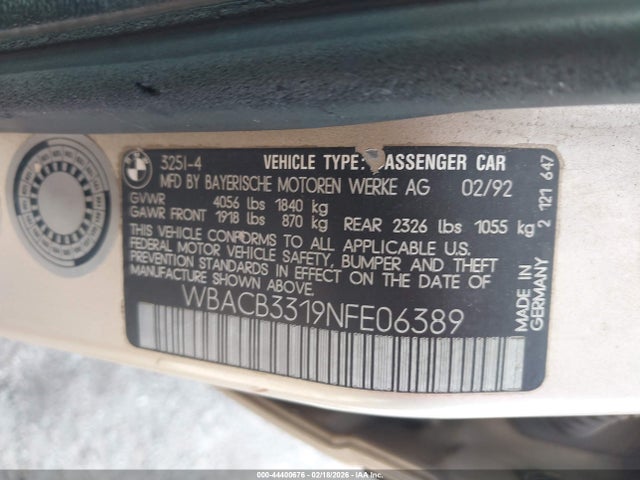 BMW
325I-4 VEHICLE TYPE: PASSENGER CAR
MFD BY BAYERISCHE MOTOREN WERKE AG 02/92
GVWR 4056 lbs 1840 kg
GAWR FRONT 1918 lbs 870 kg REAR 2326 lbs 1055 kg
THIS VEHICLE CONFORMS TO ALL APPLICABLE U.S.
FEDERAL MOTOR VEHICLE SAFETY, BUMPER AND THEFT
PREVENTION STANDARDS IN EFFECT ON THE DATE OF
MANUFACTURE SHOWN ABOVE.
WBACB3319NFE06389
2 121 647
MADE IN
GERMANY
000-44400676 - 02/18/2026 - IAA Inc.